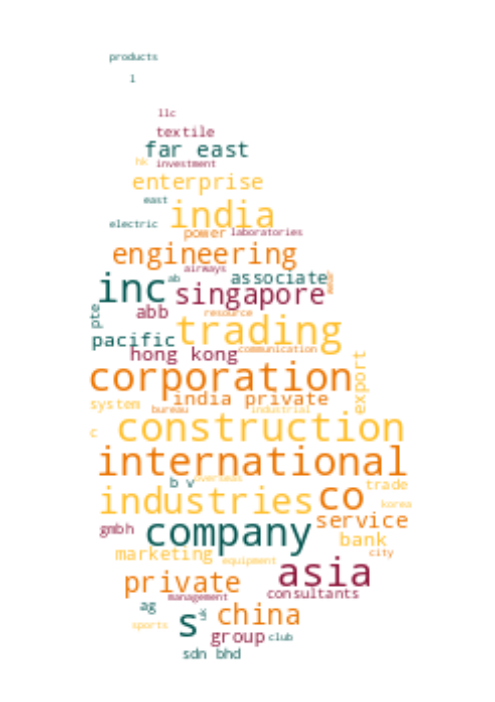 products
l
llc
textile
far east
hk investment
enterprise
east
india
electric
power laboratories
engineering
airways
inc ab associate
singapore
pte abb resource
trading
pacific
hong kong communication
corporation export
india private
system bureau industrial
c construction
international
b v overseas trade
industries co korea
gmbh company service
bank
marketing equipment city
asia
private consultants
management
ag s china
sports
group club
sdn bhd